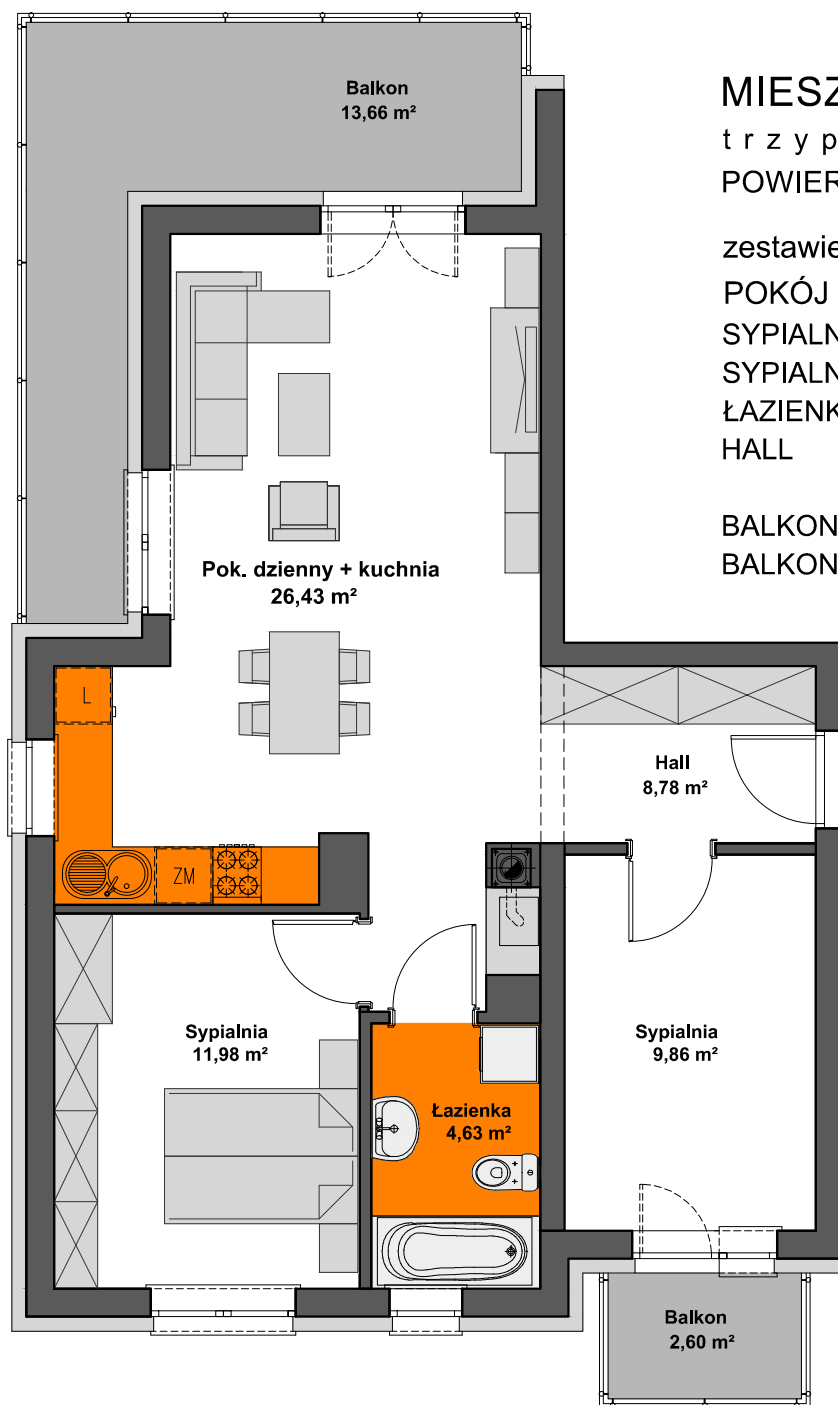 Balkon
13,66 m²
MIESZ
t r z y p
POWIER
zestawie
POKÓJ
SYPIALN
SYPIALN
ŁAZIENK
HALL
BALKON
BALKON
Pok. dzienny + kuchnia
26,43 m²
L
Hall
8,78 m²
ZM
Sypialnia
11,98 m²
Sypialnia
9,86 m²
Łazienka
4,63 m²
Balkon
2,60 m²